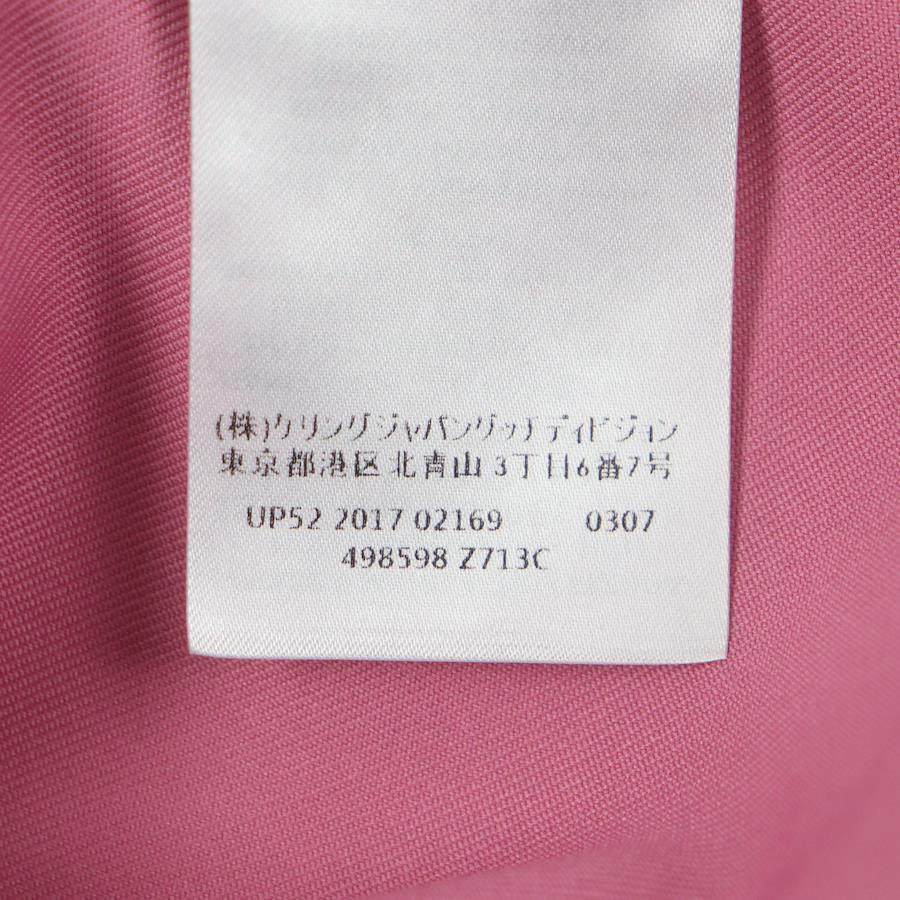 (株)ケリングジャパングッチディビジョン
東京都港区北青山3丁目6番7号
UP52 2017 02169 0307
498598 Z713C